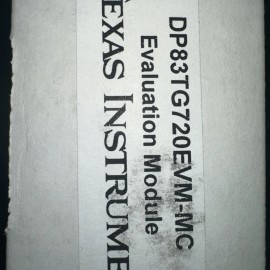 DP83TG720EVM-MC
Evaluation Module
TEXAS INSTRUME